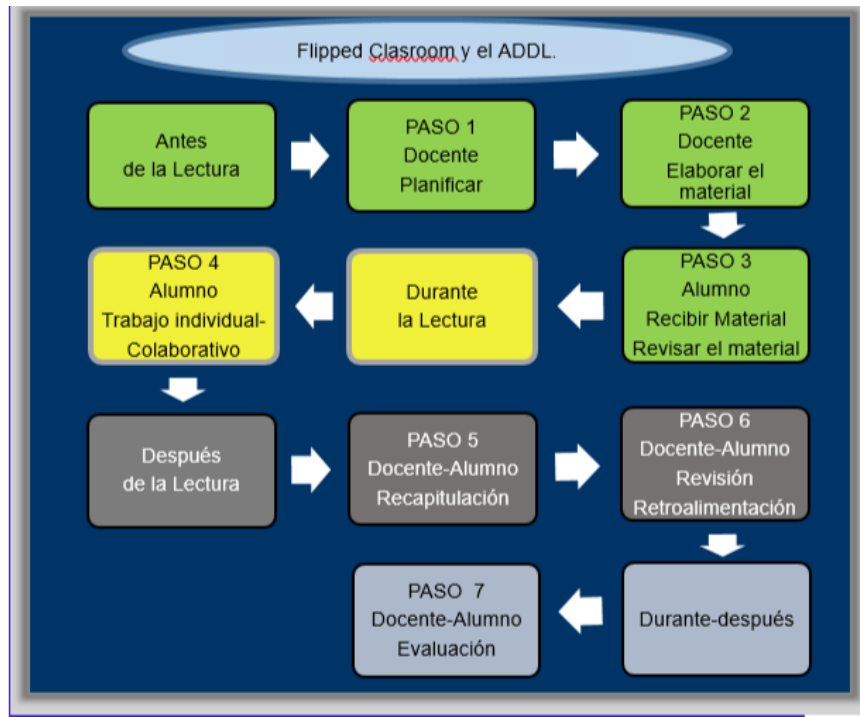 Flipped Clasroom y el ADDL.
Antes
de la Lectura
PASO 1
Docente
Planificar
PASO 2
Docente
Elaborar el
material
PASO 3
Alumno
Recibir Material
Revisar el material
Durante
la Lectura
PASO 4
Alumno
Trabajo individual-
Colaborativo
Después
de la Lectura
PASO 5
Docente-Alumno
Recapitulación
PASO 6
Docente-Alumno
Revisión
Retroalimentación
Durante-después
PASO 7
Docente-Alumno
Evaluación